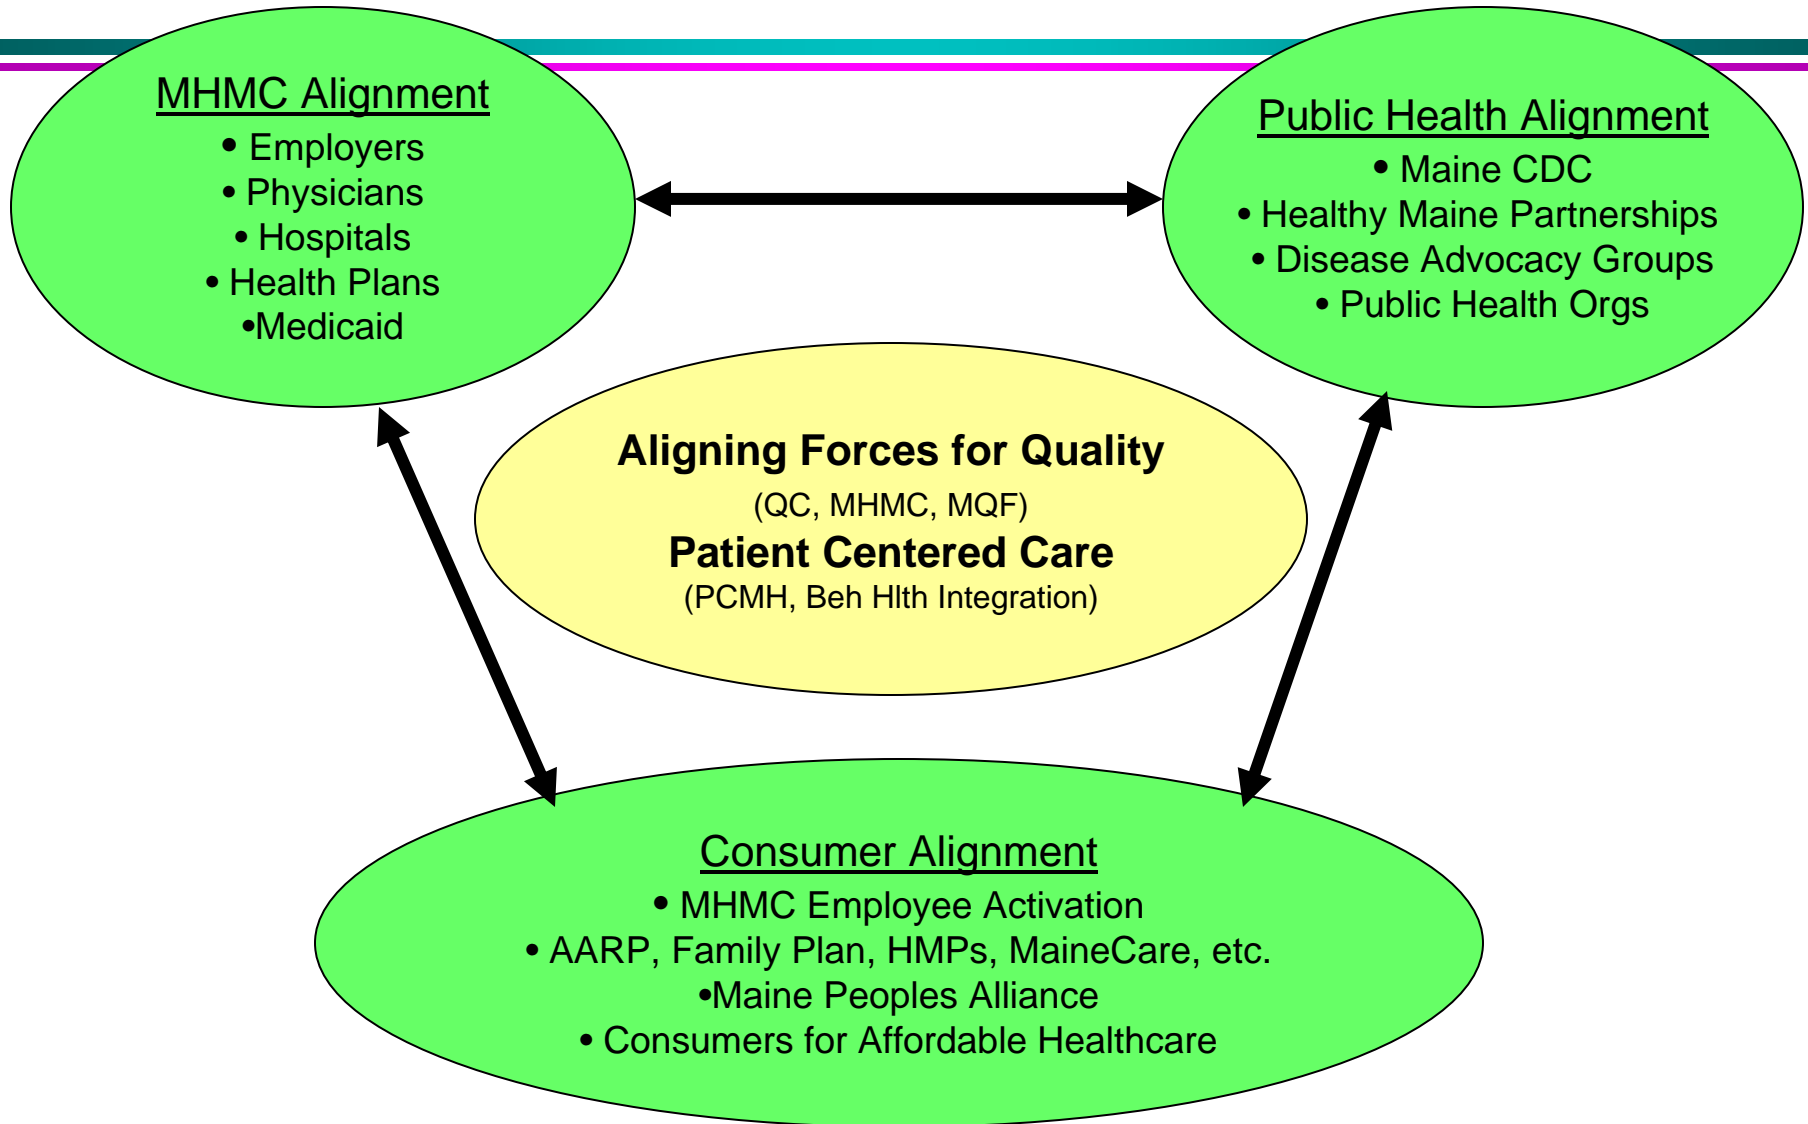 MHMC Alignment
• Employers
• Physicians
• Hospitals
• Health Plans
•Medicaid
Public Health Alignment
• Maine CDC
• Healthy Maine Partnerships
• Disease Advocacy Groups
• Public Health Orgs
Aligning Forces for Quality
(QC, MHMC, MQF)
Patient Centered Care
(PCMH, Beh Hlth Integration)
Consumer Alignment
• MHMC Employee Activation
• AARP, Family Plan, HMPs, MaineCare, etc.
•Maine Peoples Alliance
• Consumers for Affordable Healthcare